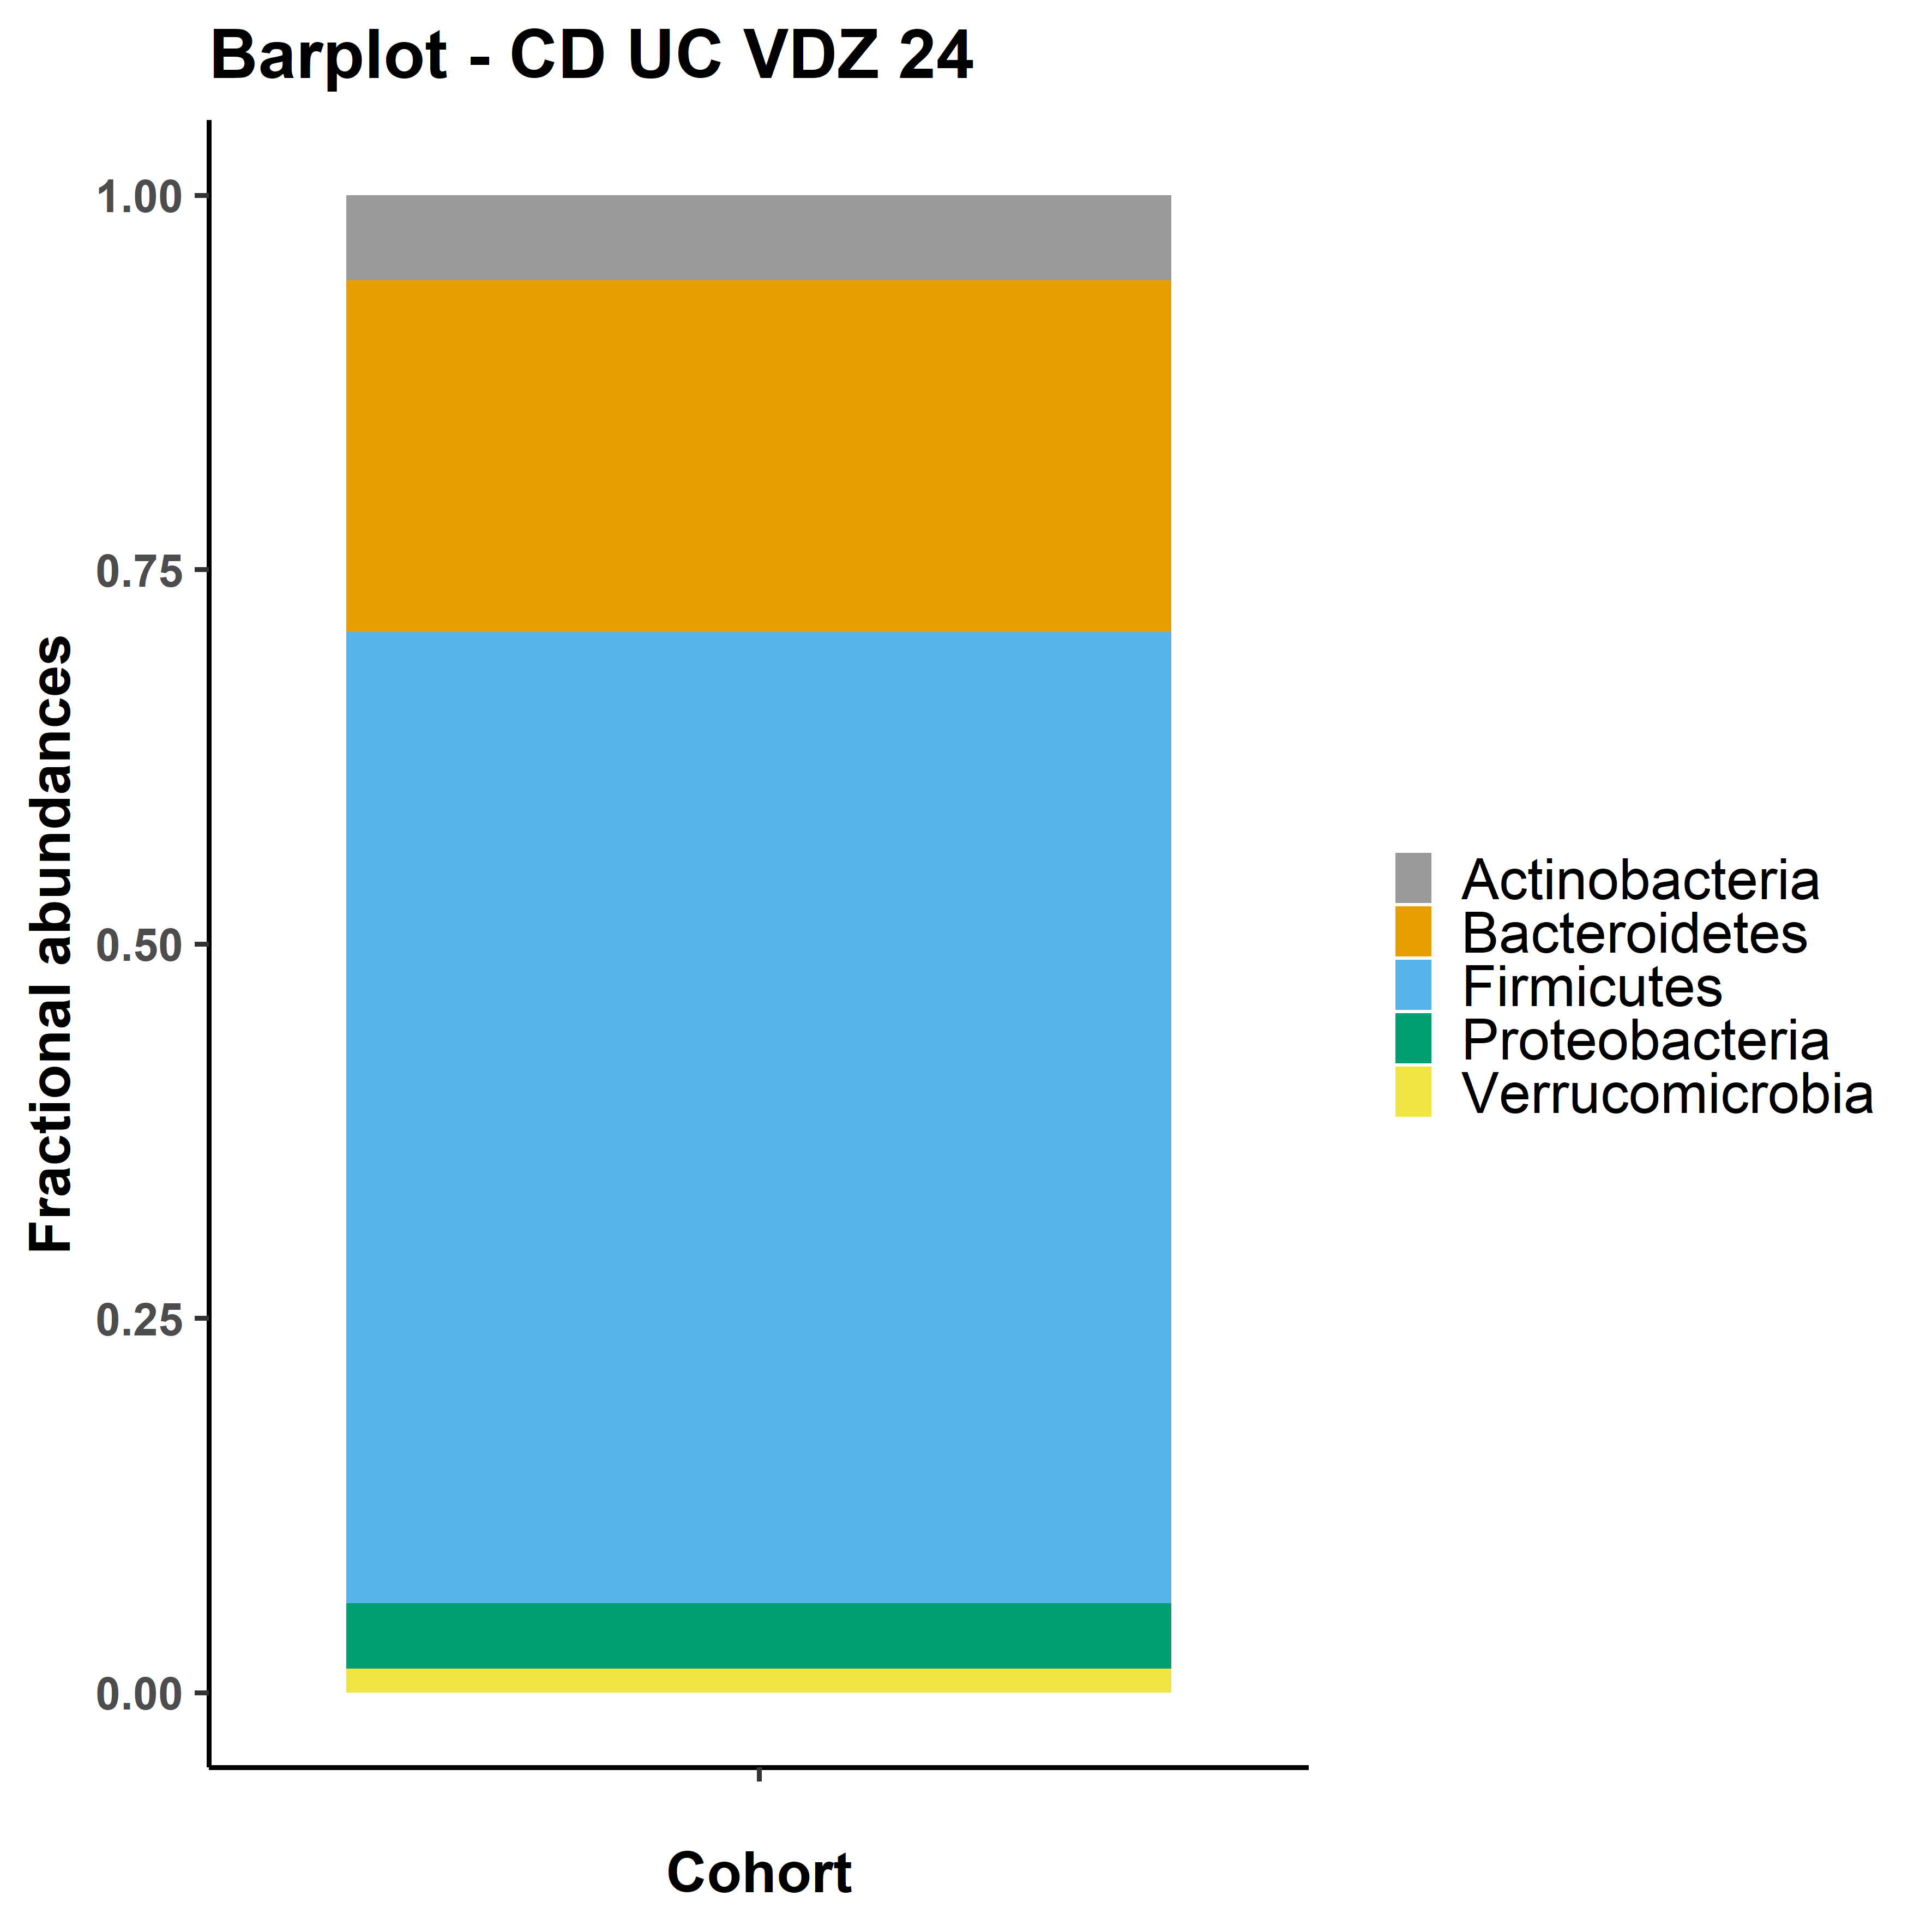 Barplot - CD UC VDZ 24
1.00
0.75
0.50
0.25
0.00
Fractional abundances
Cohort
Actinobacteria
Bacteroidetes
Firmicutes
Proteobacteria
Verrucomicrobia